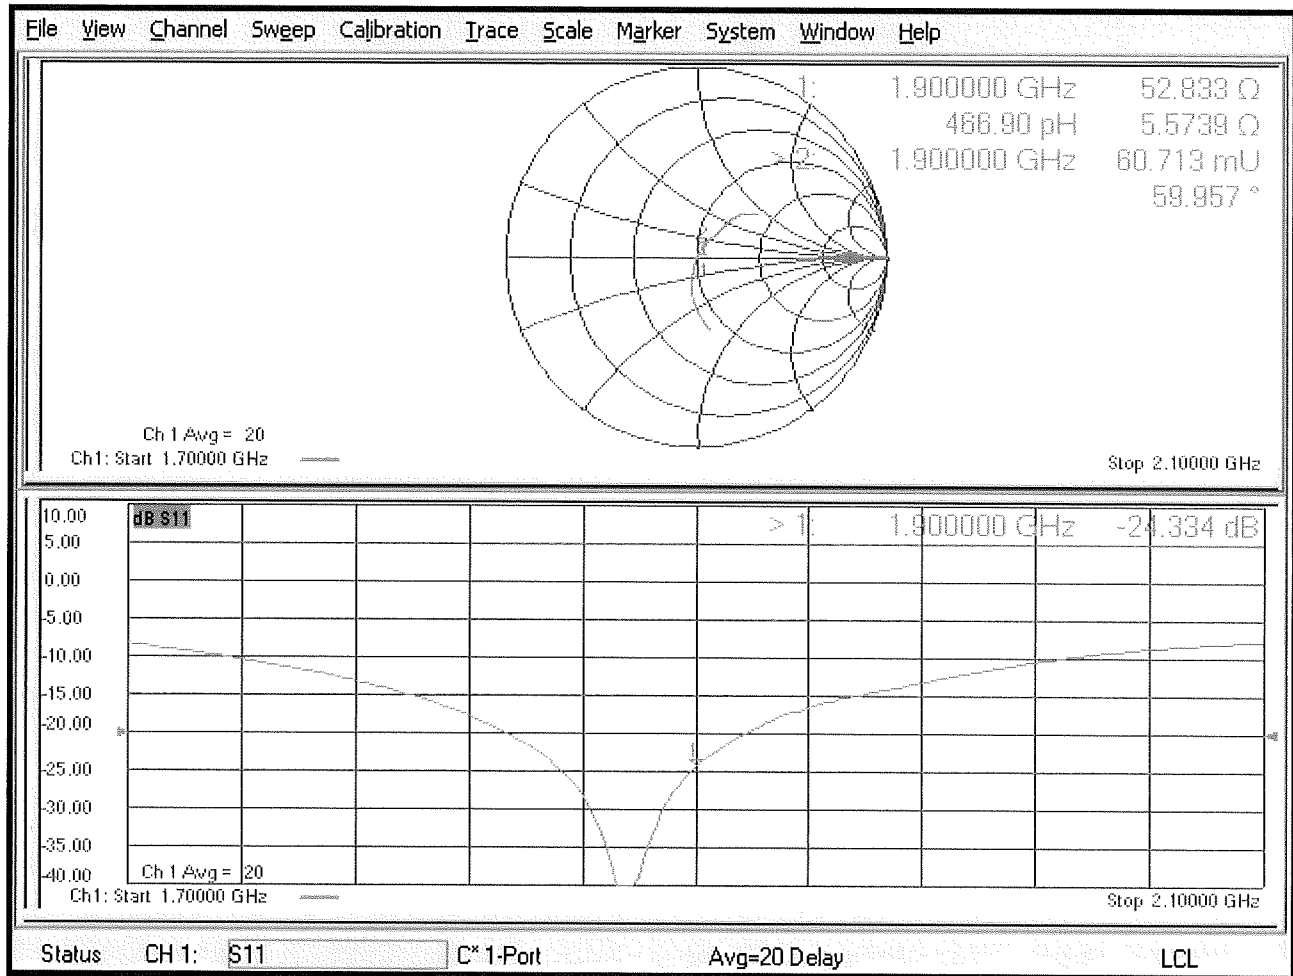 File View Channel Sweep Calibration Trace Scale Marker System Window Help
1: 1.900000 GHz 52.833 Ω
466.90 pH 5.5739 Ω
> 2: 1.900000 GHz 60.713 mU
59.957 °
Ch 1 Avg = 20
Ch1: Start 1.70000 GHz
Stop 2.10000 GHz
10.00
5.00
0.00
-5.00
-10.00
-15.00
-20.00
-25.00
-30.00
-35.00
-40.00
dB S11
> 1: 1.900000 GHz -24.334 dB
1
Ch 1 Avg = 20
Ch1: Start 1.70000 GHz
Stop 2.10000 GHz
Status CH 1: S11 C* 1-Port Avg=20 Delay LCL